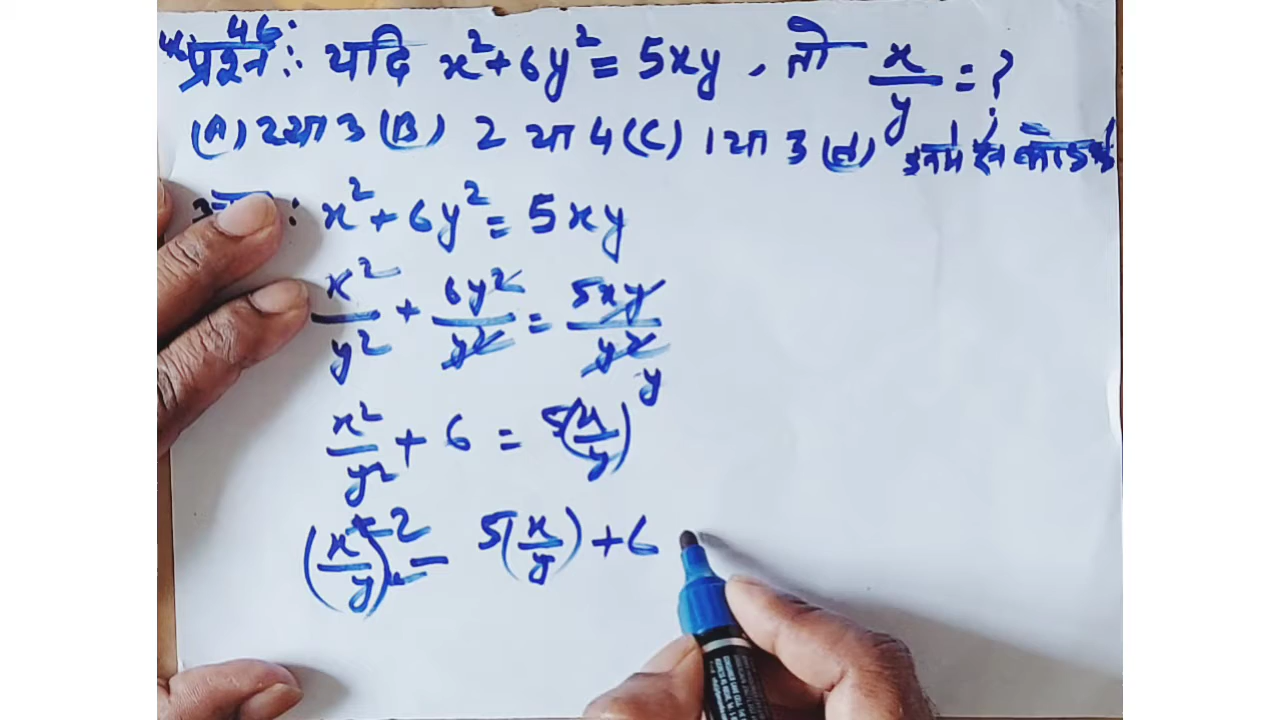 46
प्रश्न: यदि x²+6y² = 5xy, तो x/y = ?
(A) 2 या 3 (B) 2 या 4 (C) 1 या 3 (D) इनमें
: x²+6y² = 5xy
x²/y² + 6y²/y² = 5xy/y² y
x²/y² + 6 = 5(x/y)
(x/y)² - 5(x/y) + 6